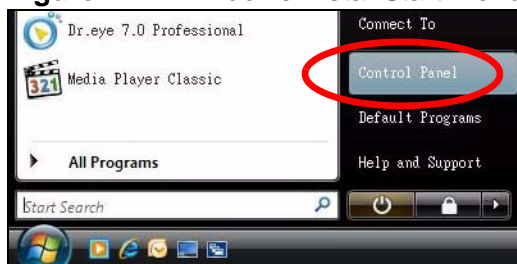 Dr.eye 7.0 Professional
321
Media Player Classic
All Programs
Start Search
Connect To
Control Panel
Default Programs
Help and Support